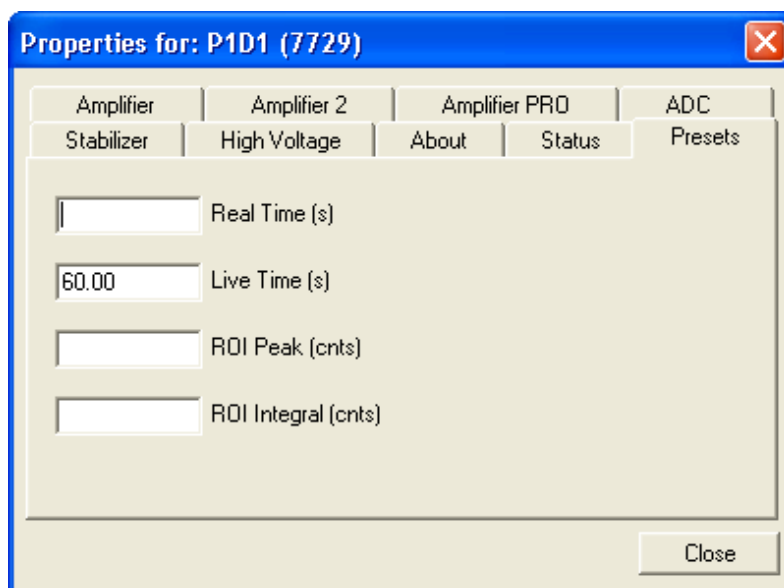 Properties for: P1D1 (7729)
Amplifier Amplifier 2 Amplifier PRO ADC
Stabilizer High Voltage About Status Presets
Real Time (s)
60.00 Live Time (s)
ROI Peak (cnts)
ROI Integral (cnts)
Close